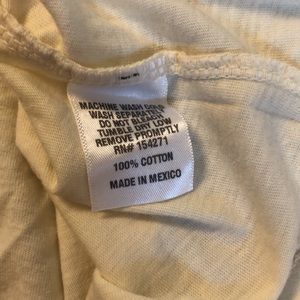 MACHINE WASH COLD
WASH SEPARATELY
DO NOT BLEACH
TUMBLE DRY LOW
REMOVE PROMPTLY
RN# 154271
100% COTTON
MADE IN MEXICO